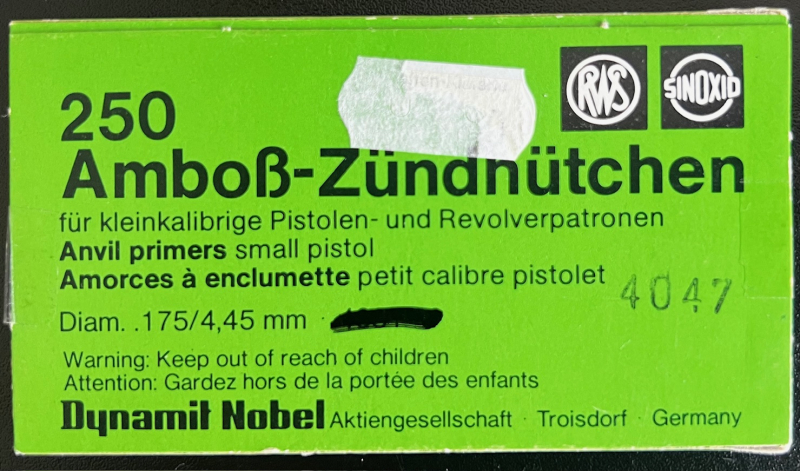 RWS SINOXID
250
Amboß-Zündhütchen
für kleinkalibrige Pistolen- und Revolverpatronen
Anvil primers small pistol
Amorces à enclumette petit calibre pistolet
4047
Diam. .175/4,45 mm
Warning: Keep out of reach of children
Attention: Gardez hors de la portée des enfants
Dynamit Nobel Aktiengesellschaft · Troisdorf · Germany